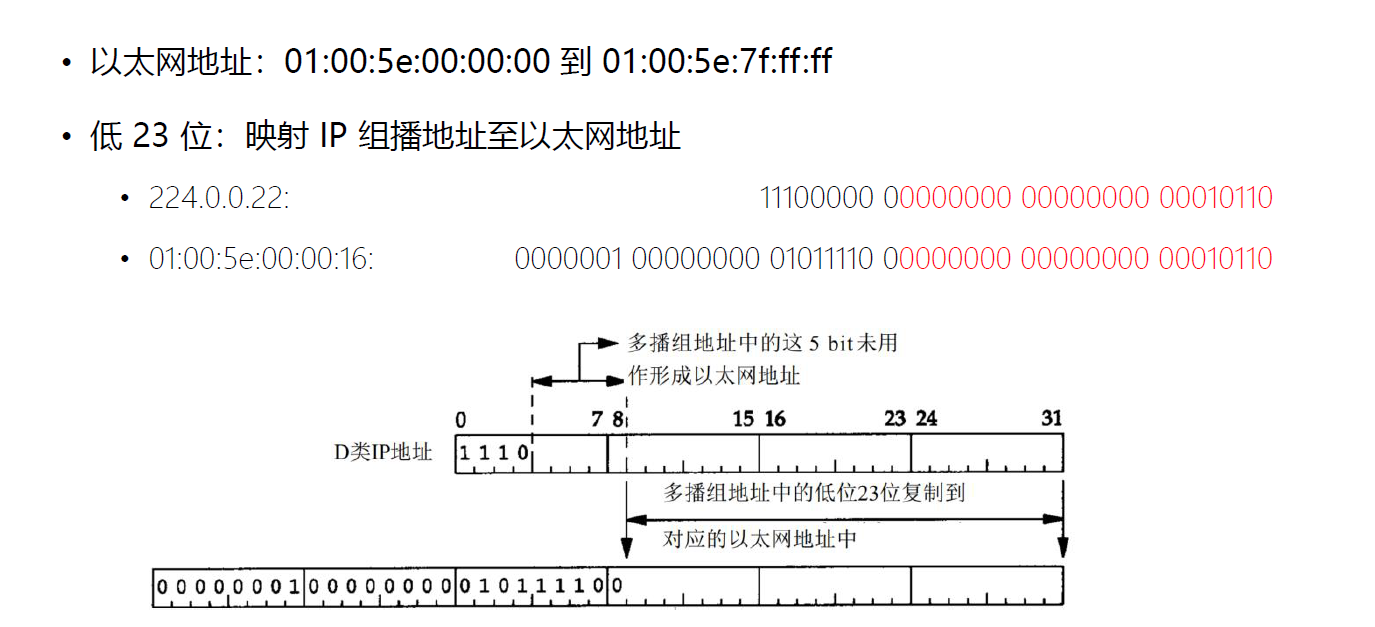 • 以太网地址：01:00:5e:00:00:00 到 01:00:5e:7f:ff:ff
• 低 23 位：映射 IP 组播地址至以太网地址
• 224.0.0.22: 11100000 00000000 00000000 00010110
• 01:00:5e:00:00:16: 0000001 00000000 01011110 00000000 00000000 00010110
多播组地址中的这 5 bit未用
作形成以太网地址
0 7 8 15 16 23 24 31
D类IP地址 1 1 1 0
多播组地址中的低位23位复制到
对应的以太网地址中
0 0 0 0 0 0 0 1 0 0 0 0 0 0 0 0 0 1 0 1 1 1 1 0 0